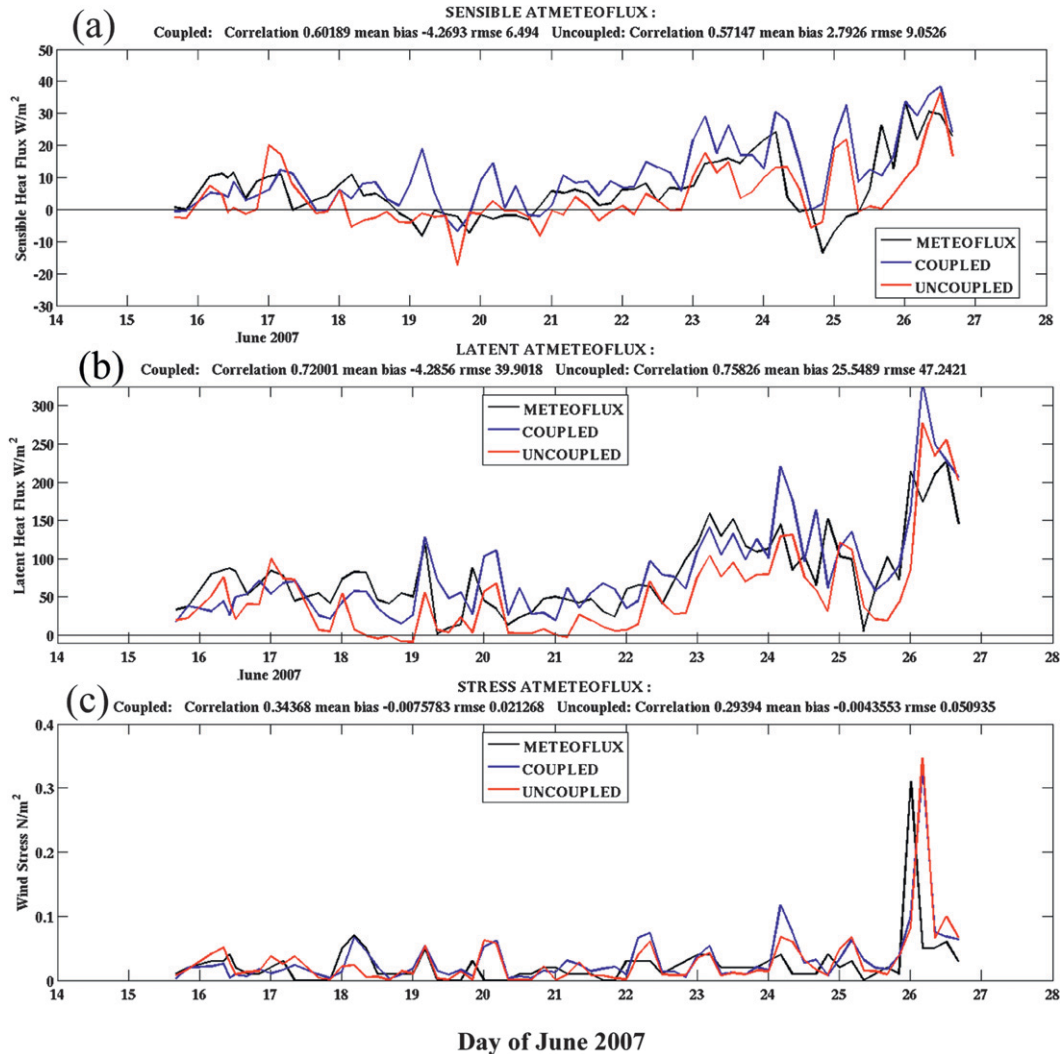 (a)
SENSIBLE ATMETEOFLUX :
Coupled: Correlation 0.60189 mean bias -4.2693 rmse 6.494 Uncoupled: Correlation 0.57147 mean bias 2.7926 rmse 9.0526
Sensible Heat Flux W/m2
50
40
30
20
10
0
-10
-20
-30
METEOFLUX
COUPLED
UNCOUPLED
14 15 16 17 18 19 20 21 22 23 24 25 26 27 28
June 2007
(b)
LATENT ATMETEOFLUX :
Coupled: Correlation 0.72001 mean bias -4.2856 rmse 39.9018 Uncoupled: Correlation 0.75826 mean bias 25.5489 rmse 47.2421
Latent Heat Flux W/m2
300
250
200
150
100
50
0
METEOFLUX
COUPLED
UNCOUPLED
14 15 16 17 18 19 20 21 22 23 24 25 26 27 28
June 2007
(c)
STRESS ATMETEOFLUX :
Coupled: Correlation 0.34368 mean bias -0.0075783 rmse 0.021268 Uncoupled: Correlation 0.29394 mean bias -0.0043553 rmse 0.050935
Wind Stress N/m2
0.4
0.3
0.2
0.1
0
METEOFLUX
COUPLED
UNCOUPLED
14 15 16 17 18 19 20 21 22 23 24 25 26 27 28
Day of June 2007